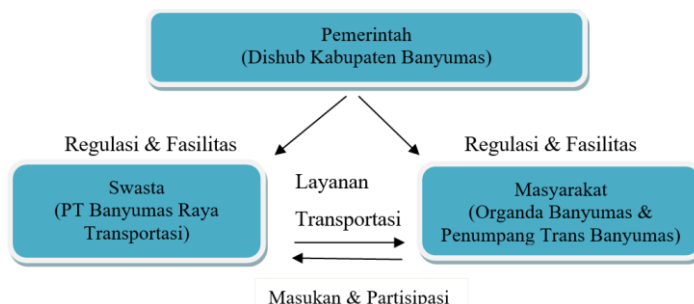 Pemerintah
(Dishub Kabupaten Banyumas)
Regulasi & Fasilitas
Regulasi & Fasilitas
Swasta
(PT Banyumas Raya
Transportasi)
Layanan
Transportasi
Masyarakat
(Organda Banyumas &
Penumpang Trans Banyumas)
Masukan & Partisipasi